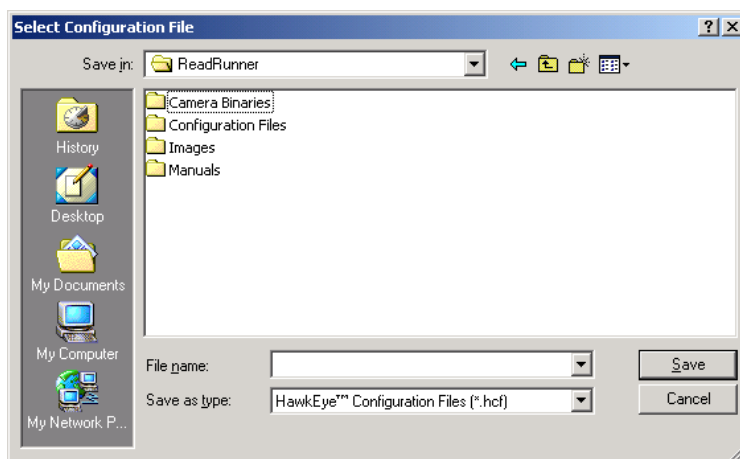 Select Configuration File
Save in: ReadRunner
Camera Binaries
Configuration Files
Images
Manuals
History
Desktop
My Documents
My Computer
My Network P...
File name:
Save
Save as type: HawkEye™ Configuration Files (*.hcf)
Cancel